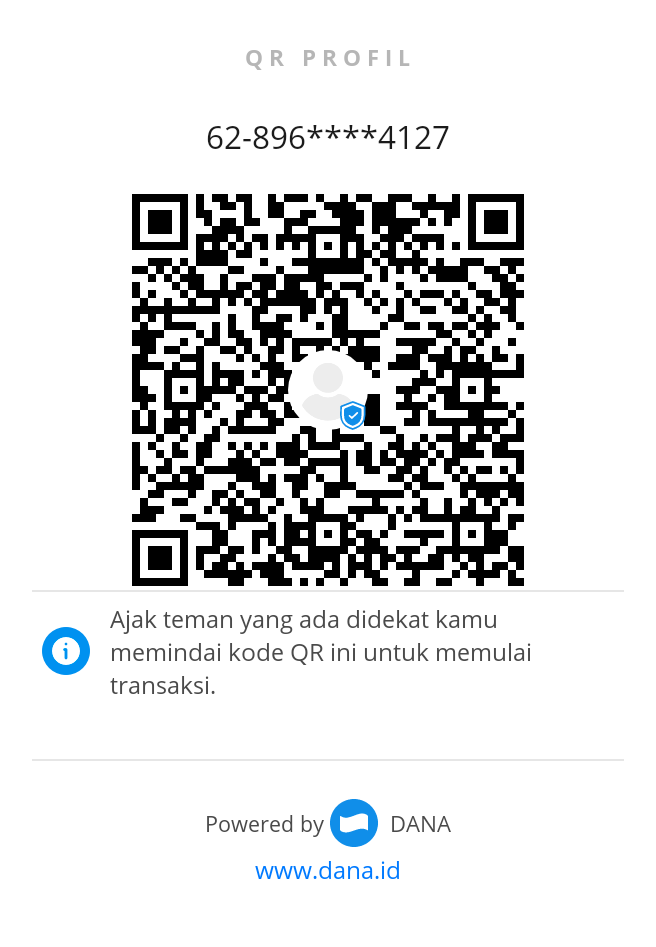 QR PROFIL
62-896****4127
Ajak teman yang ada didekat kamu
memindai kode QR ini untuk memulai
transaksi.
Powered by DANA
www.dana.id